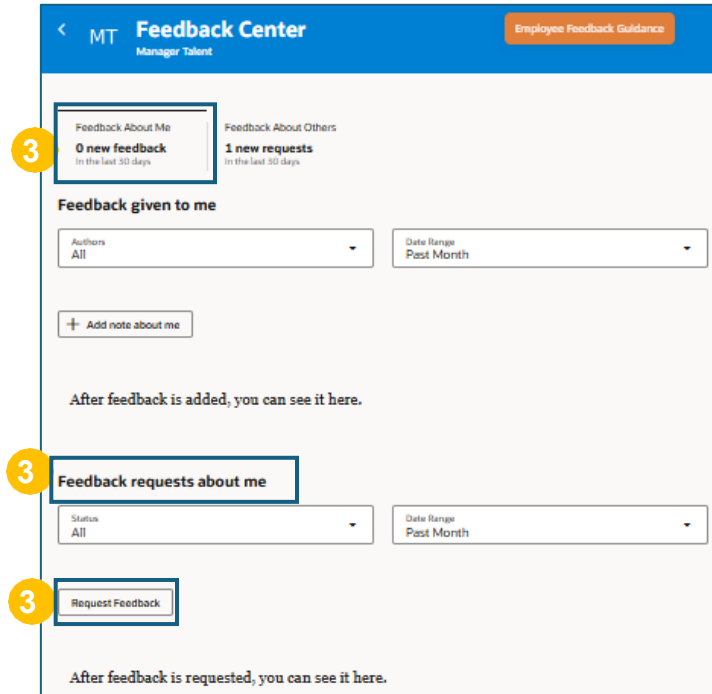 MT Feedback Center
Manager Talent
Employee Feedback Guidance
3
Feedback About Me
0 new feedback
In the last 30 days
Feedback About Others
1 new requests
In the last 30 days
Feedback given to me
Authors
All
Date Range
Past Month
+ Add note about me
After feedback is added, you can see it here.
3
Feedback requests about me
Status
All
Date Range
Past Month
3
Request Feedback
After feedback is requested, you can see it here.